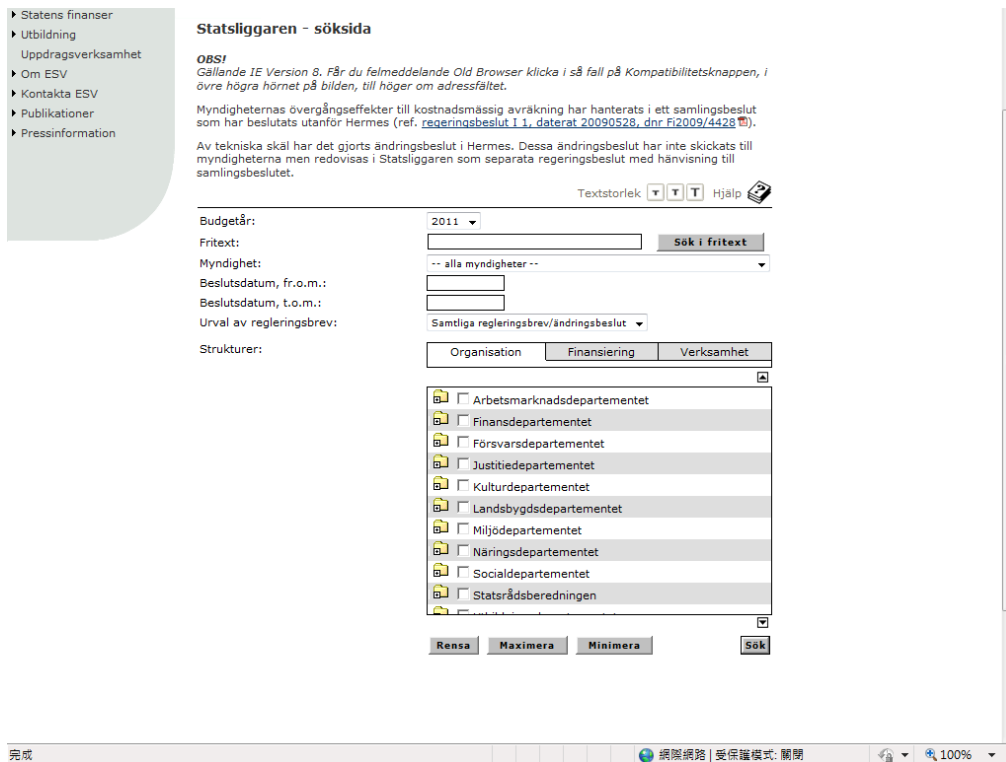 Statens finanser
Utbildning
Uppdragsverksamhet
Om ESV
Kontakta ESV
Publikationer
Pressinformation
Statsliggaren - söksida
OBS!
Gällande IE Version 8. Får du felmeddelande Old Browser klicka i så fall på Kompatibilitetsknappen, i
övre högra hörnet på bilden, till höger om adressfältet.
Myndigheternas övergångseffekter till kostnadsmässig avräkning har hanterats i ett samlingsbeslut
som har beslutats utanför Hermes (ref. regeringsbeslut I 1, daterat 20090528, dnr Fi2009/4428).
Av tekniska skäl har det gjorts ändringsbeslut i Hermes. Dessa ändringsbeslut har inte skickats till
myndigheterna men redovisas i Statsliggaren som separata regeringsbeslut med hänvisning till
samlingsbeslutet.
Textstorlek T T T Hjälp
Budgetår: 2011
Fritext: Sök i fritext
Myndighet: -- alla myndigheter --
Beslutsdatum, fr.o.m.:
Beslutsdatum, t.o.m.:
Urval av regleringsbrev: Samtliga regleringsbrev/ändringsbeslut
Strukturer: Organisation Finansiering Verksamhet
Arbetsmarknadsdepartementet
Finansdepartementet
Försvarsdepartementet
Justitiedepartementet
Kulturdepartementet
Landsbygdsdepartementet
Miljödepartementet
Näringsdepartementet
Socialdepartementet
Statsrådsberedningen
Rensa Maximera Minimera Sök
完成 網際網路 | 受保護模式: 關閉 100%